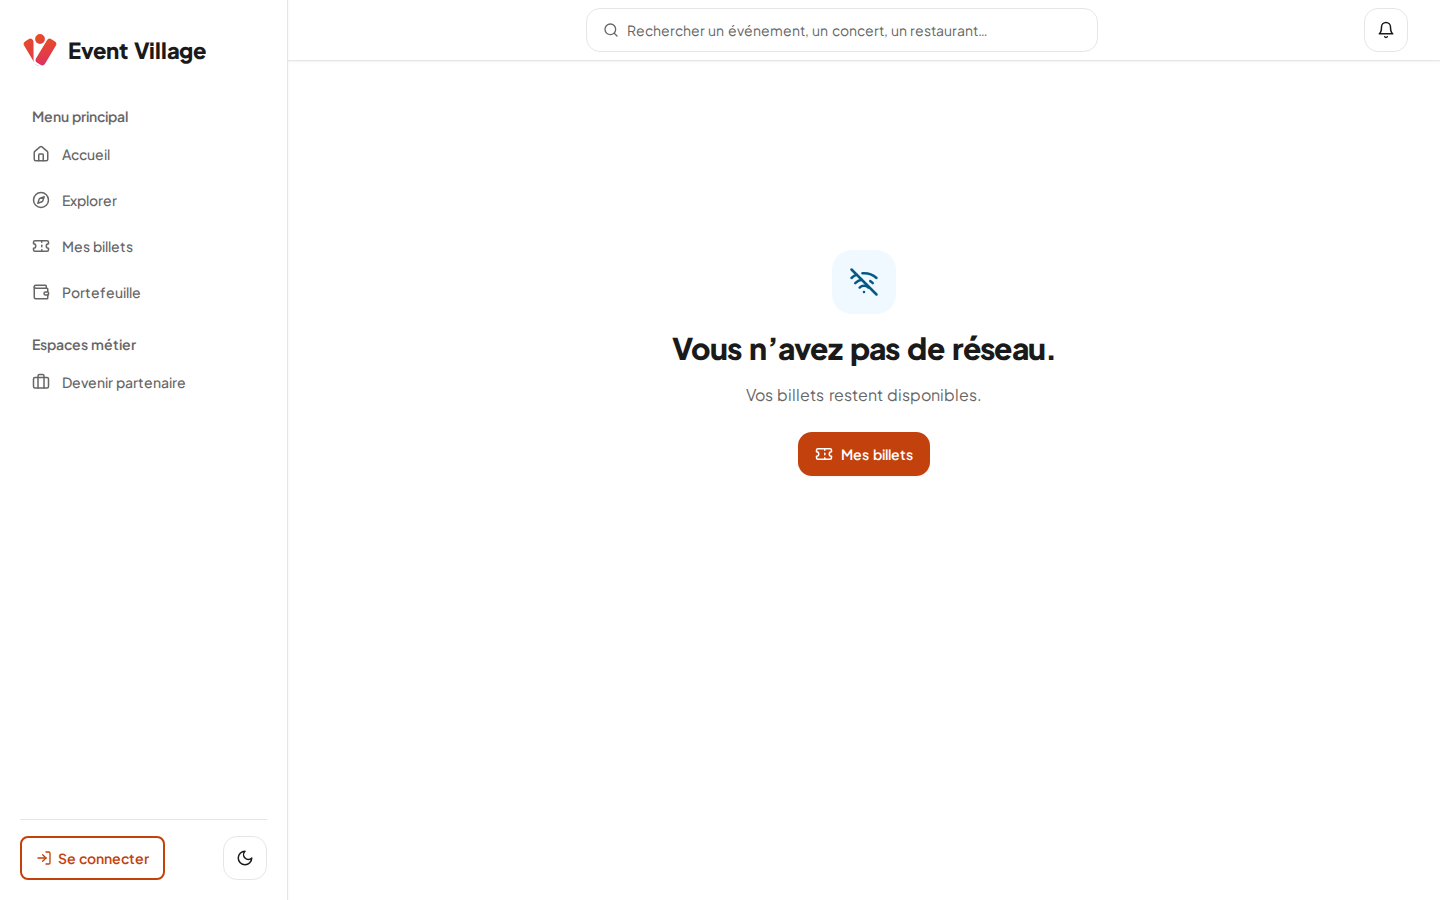 Event Village
Rechercher un événement, un concert, un restaurant…
Menu principal
Accueil
Explorer
Mes billets
Portefeuille
Espaces métier
Devenir partenaire
Vous n’avez pas de réseau.
Vos billets restent disponibles.
Mes billets
Se connecter